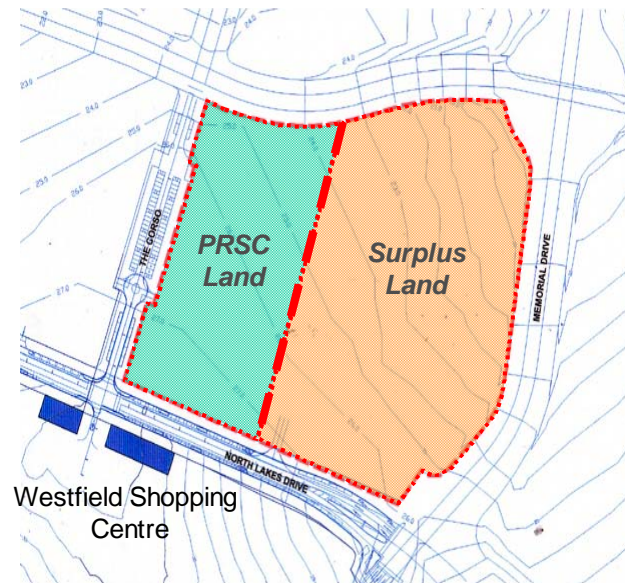 PRSC
Land
Surplus
Land
THE CORSO
MEMORIAL DRIVE
NORTH LAKES DRIVE
Westfield Shopping
Centre